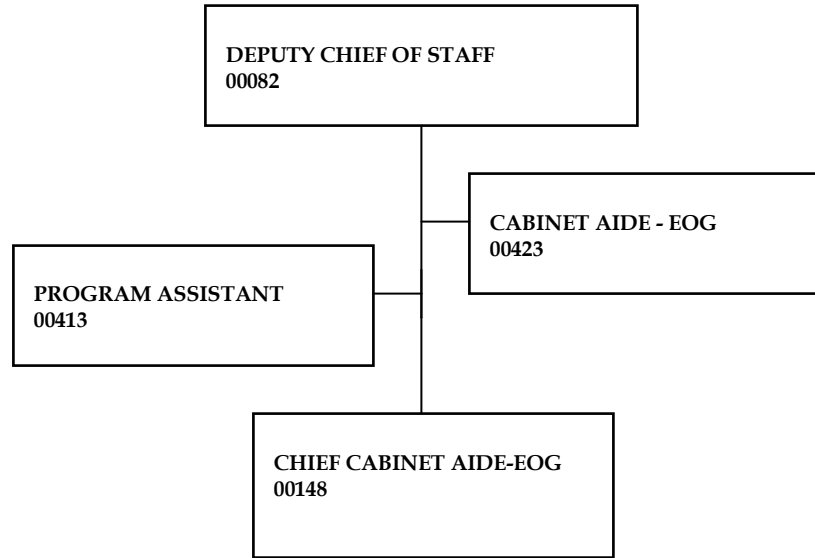 DEPUTY CHIEF OF STAFF
00082
CABINET AIDE - EOG
00423
PROGRAM ASSISTANT
00413
CHIEF CABINET AIDE-EOG
00148